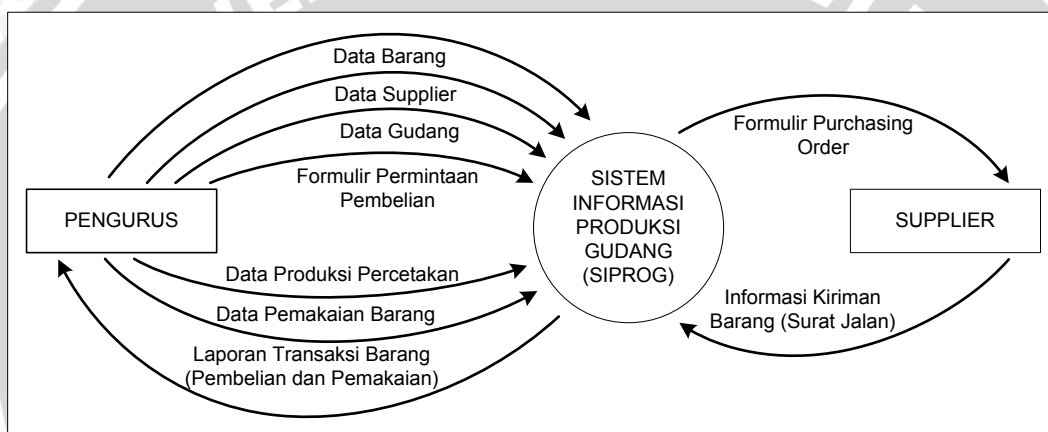 Data Barang
Data Supplier
Data Gudang
Formulir Permintaan
Pembelian
PENGURUS
Data Produksi Percetakan
Data Pemakaian Barang
Laporan Transaksi Barang
(Pembelian dan Pemakaian)
SISTEM
INFORMASI
PRODUKSI
GUDANG
(SIPROG)
Formulir Purchasing
Order
SUPPLIER
Informasi Kiriman
Barang (Surat Jalan)